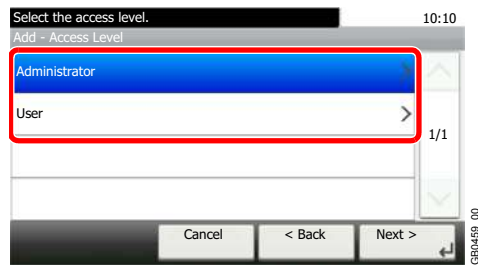 Select the access level. 10:10
Add - Access Level
Administrator
User
1/1
Cancel < Back Next >
GB0459_00